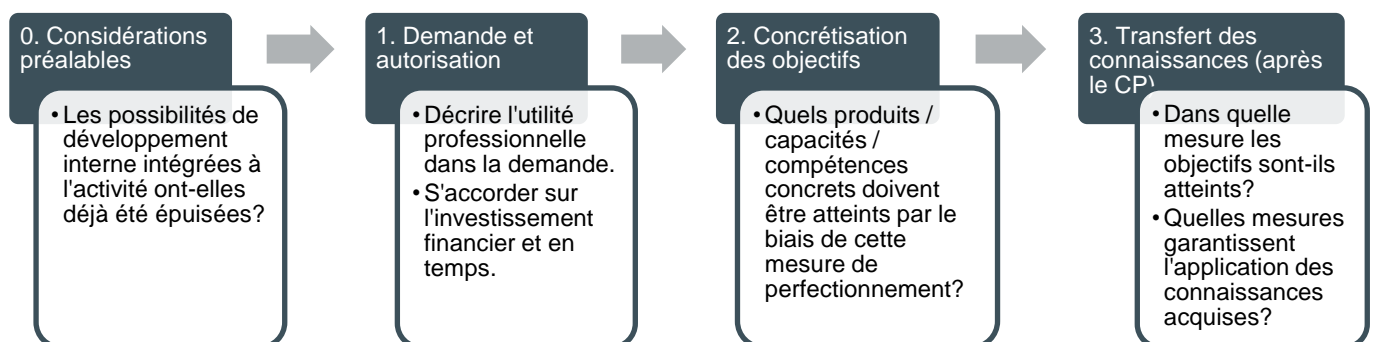 0. Considérations
préalables
• Les possibilités de
développement
interne intégrées à
l'activité ont-elles
déjà été épuisées?
1. Demande et
autorisation
• Décrire l'utilité
professionnelle
dans la demande.
• S'accorder sur
l'investissement
financier et en
temps.
2. Concrétisation
des objectifs
• Quels produits /
capacités /
compétences
concrets doivent
être atteints par le
biais de cette
mesure de
perfectionnement?
3. Transfert des
connaissances (après
le CP)
• Dans quelle
mesure les
objectifs sont-ils
atteints?
• Quelles mesures
garantissent
l'application des
connaissances
acquises?